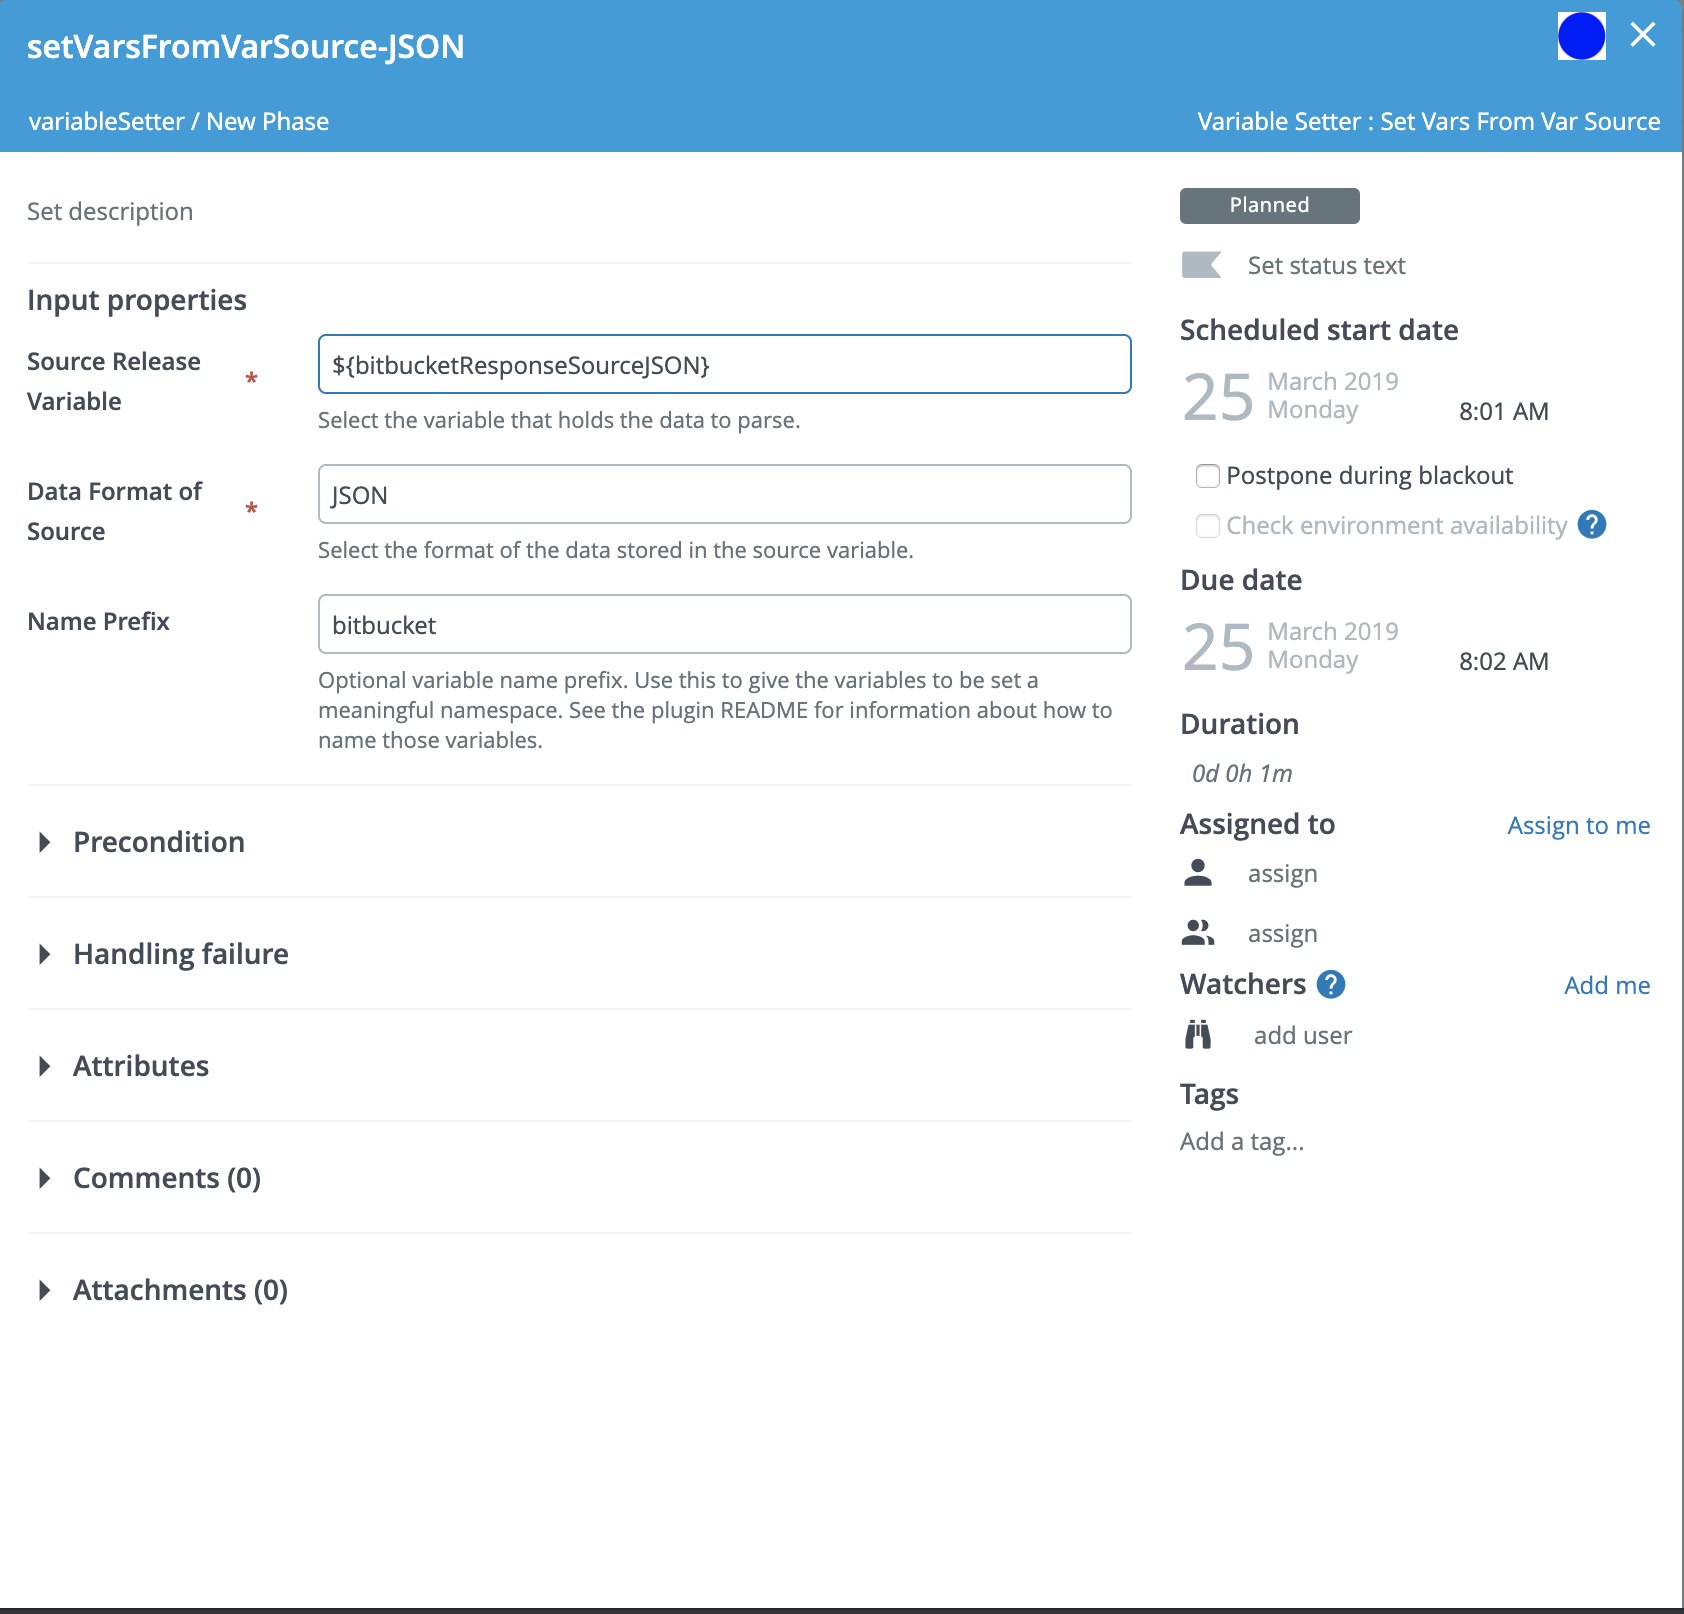 setVarsFromVarSource-JSON
variableSetter / New Phase
Variable Setter : Set Vars From Var Source
Set description
Input properties
Source Release
Variable
*
${bitbucketResponseSourceJSON}
Select the variable that holds the data to parse.
Data Format of
Source
*
JSON
Select the format of the data stored in the source variable.
Name Prefix
bitbucket
Optional variable name prefix. Use this to give the variables to be set a
meaningful namespace. See the plugin README for information about how to
name those variables.
Precondition
Handling failure
Attributes
Comments (0)
Attachments (0)
Planned
Set status text
Scheduled start date
25
March 2019
Monday
8:01 AM
Postpone during blackout
Check environment availability ?
Due date
25
March 2019
Monday
8:02 AM
Duration
0d 0h 1m
Assigned to
Assign to me
assign
assign
Watchers ?
Add me
add user
Tags
Add a tag...